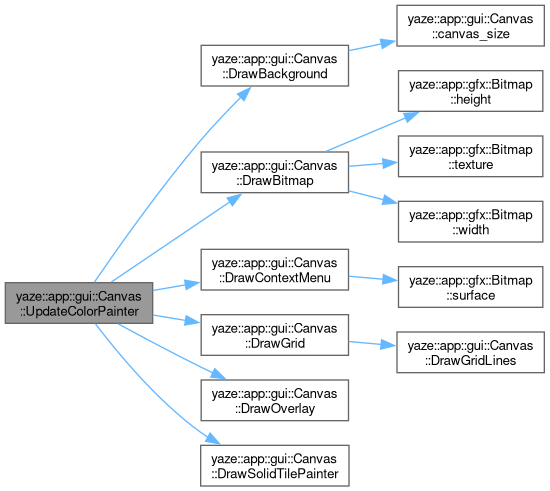 yaze::app::gui::Canvas
::UpdateColorPainter
yaze::app::gui::Canvas
::DrawBackground
yaze::app::gui::Canvas
::canvas_size
yaze::app::gui::Canvas
::DrawBitmap
yaze::app::gfx::Bitmap
::height
yaze::app::gfx::Bitmap
::texture
yaze::app::gfx::Bitmap
::width
yaze::app::gui::Canvas
::DrawContextMenu
yaze::app::gfx::Bitmap
::surface
yaze::app::gui::Canvas
::DrawGrid
yaze::app::gui::Canvas
::DrawGridLines
yaze::app::gui::Canvas
::DrawOverlay
yaze::app::gui::Canvas
::DrawSolidTilePainter